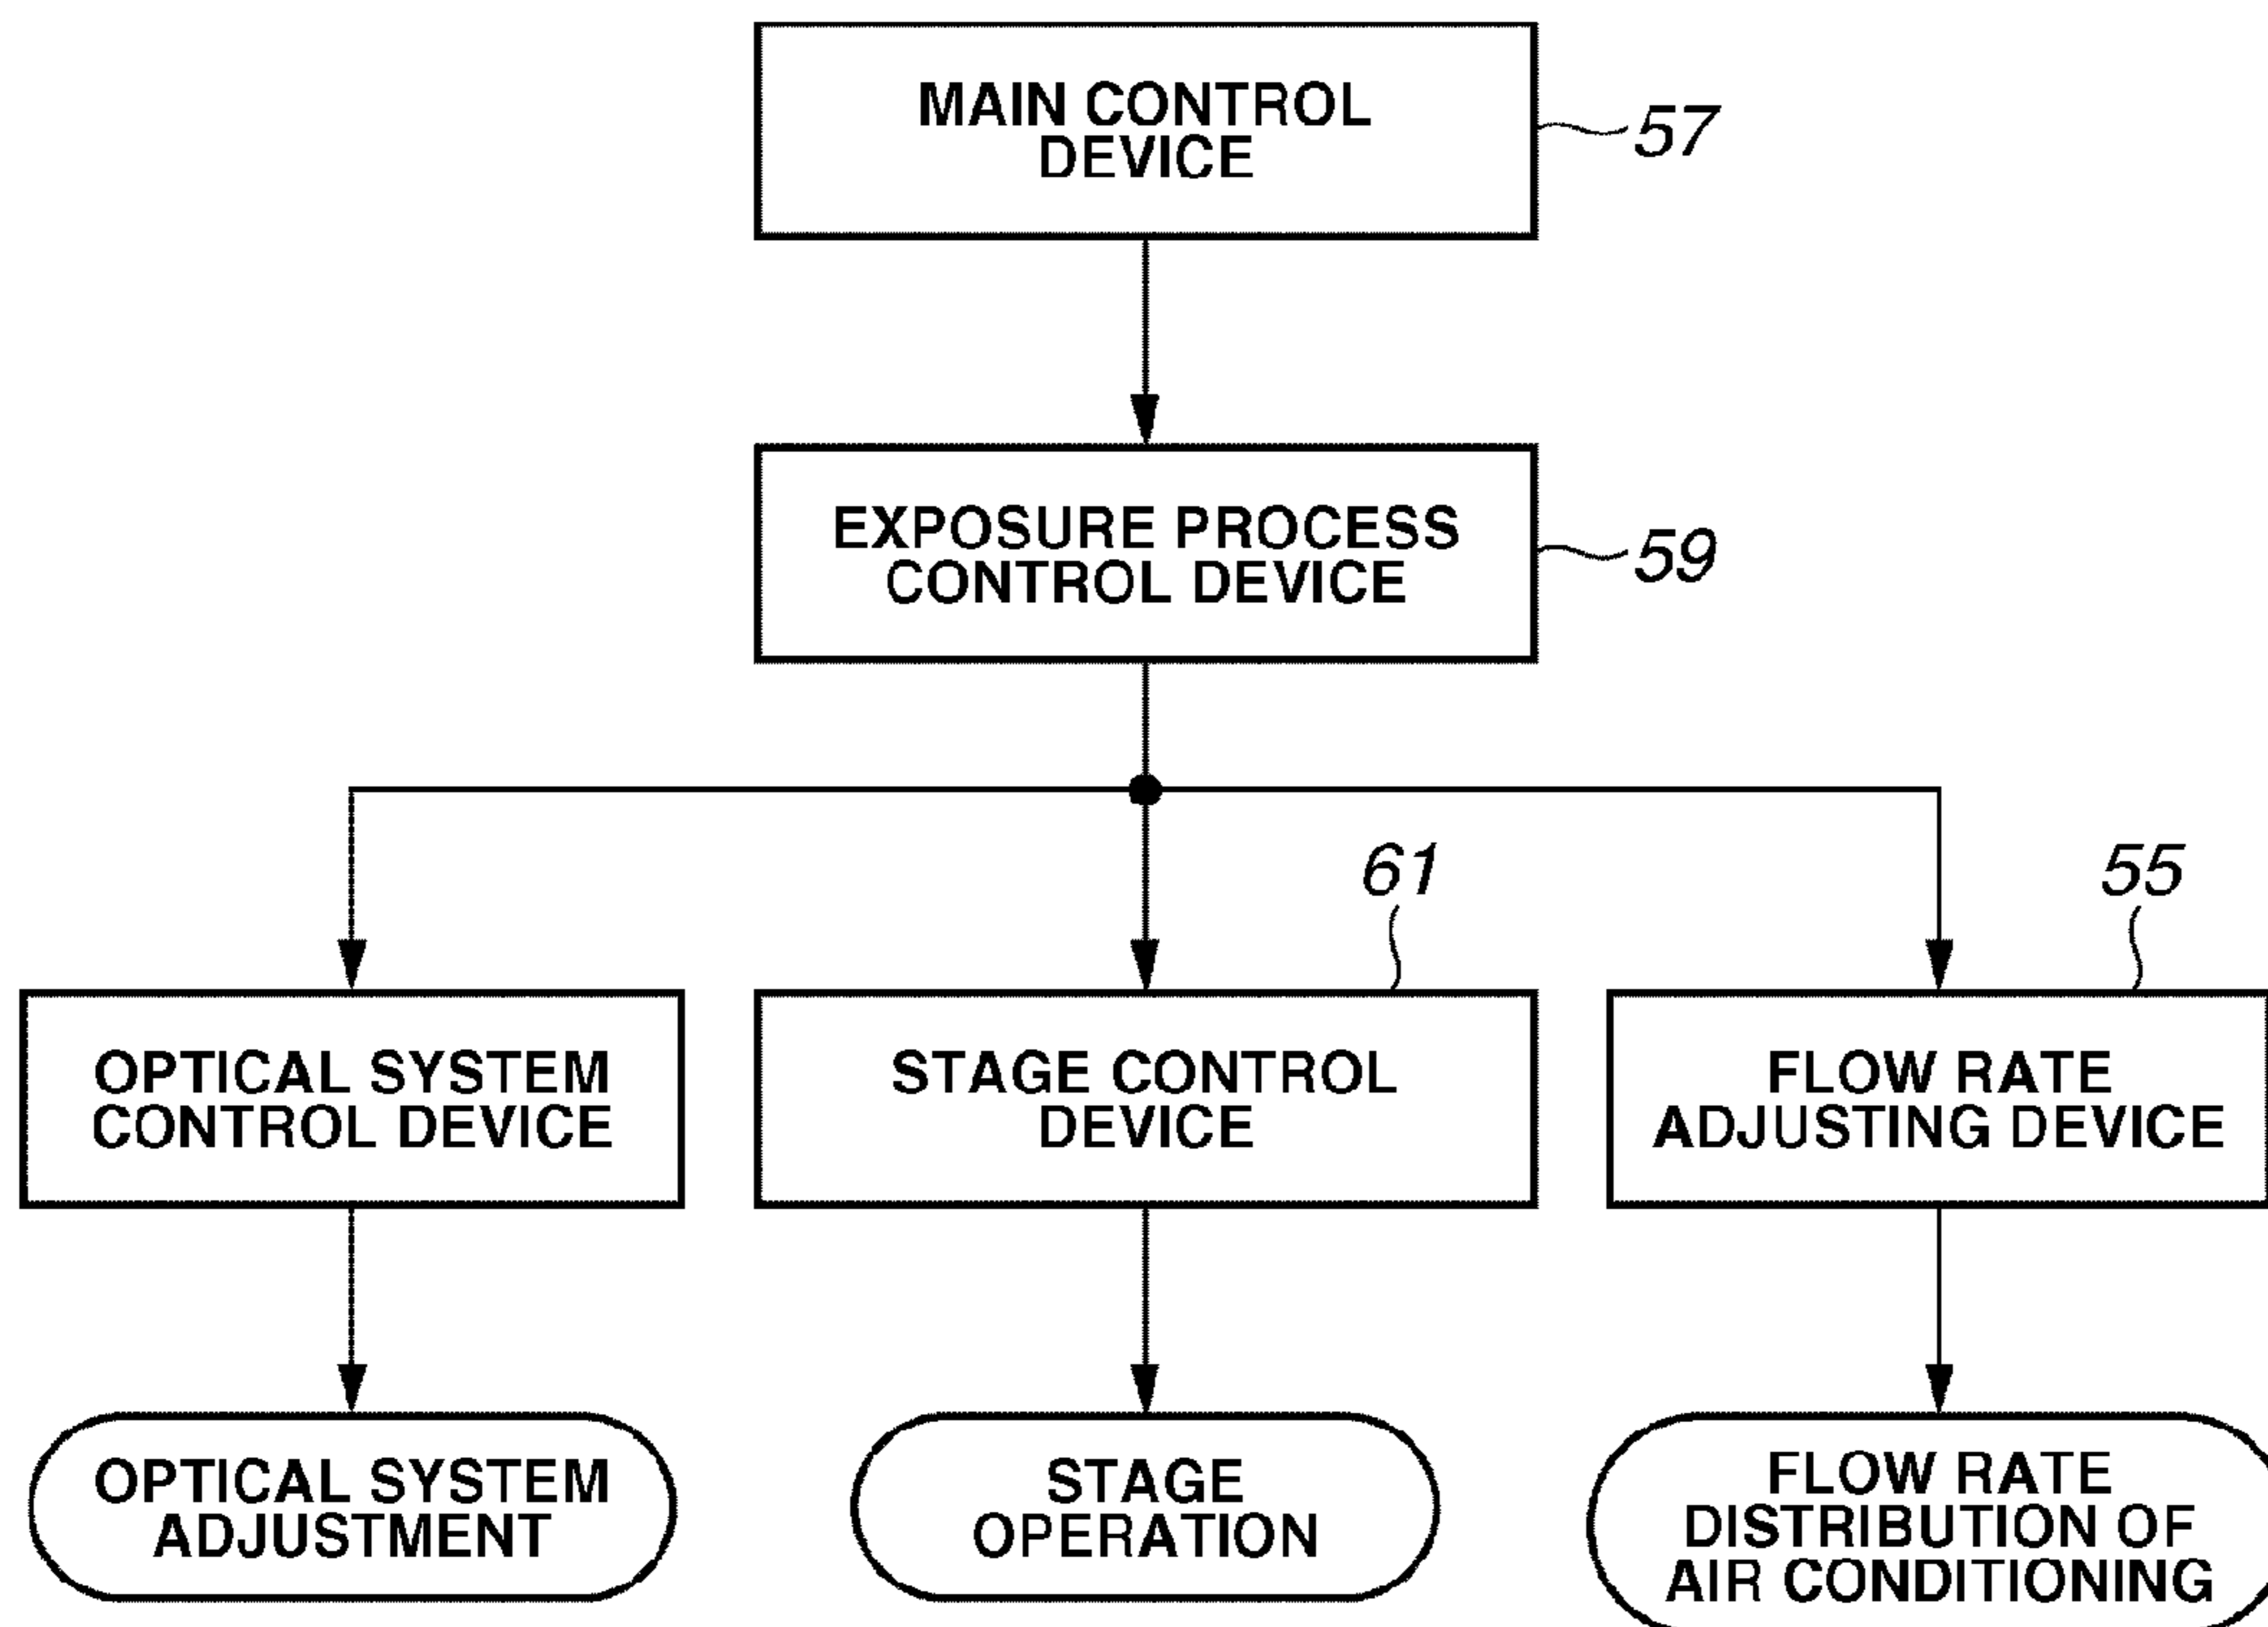 MAIN CONTROL
DEVICE
57
EXPOSURE PROCESS
CONTROL DEVICE
59
61
55
OPTICAL SYSTEM
CONTROL DEVICE
STAGE CONTROL
DEVICE
FLOW RATE
ADJUSTING DEVICE
OPTICAL SYSTEM
ADJUSTMENT
STAGE
OPERATION
FLOW RATE
DISTRIBUTION OF
AIR CONDITIONING